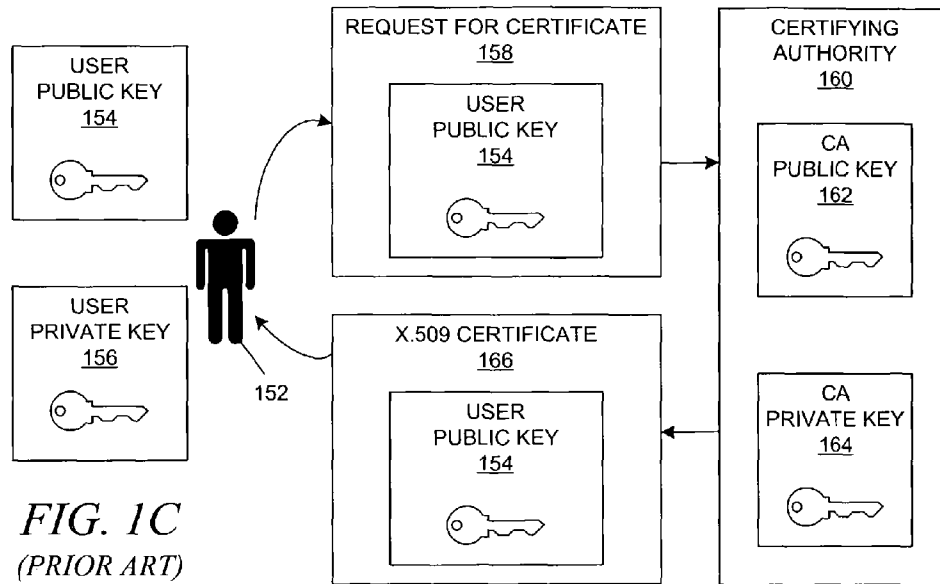 USER
PUBLIC KEY
154
USER
PRIVATE KEY
156
152
REQUEST FOR CERTIFICATE
158
USER
PUBLIC KEY
154
X.509 CERTIFICATE
166
USER
PUBLIC KEY
154
CERTIFYING
AUTHORITY
160
CA
PUBLIC KEY
162
CA
PRIVATE KEY
164
FIG. 1C
(PRIOR ART)